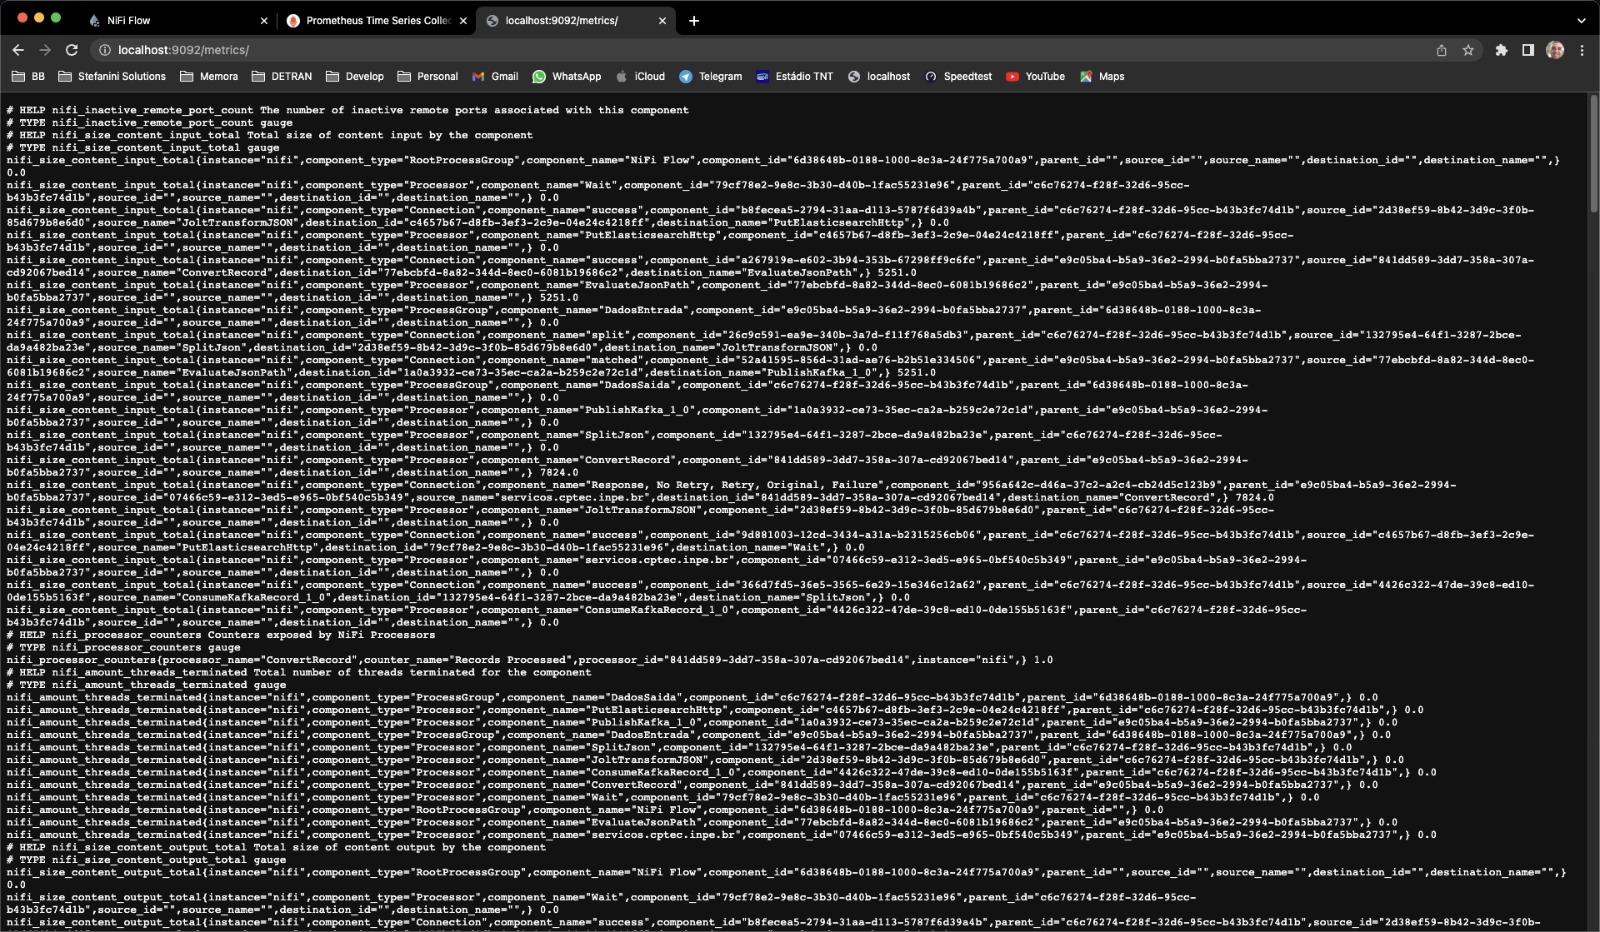 NiFi Flow
Prometheus Time Series Collec
localhost:9092/metrics/
localhost:9092/metrics/
BB Stefanini Solutions Memora DETRAN Develop Personal Gmail WhatsApp iCloud Telegram Estádio TNT localhost Speedtest YouTube Maps
# HELP nifi_inactive_remote_port_count The number of inactive remote ports associated with this component
# TYPE nifi_inactive_remote_port_count gauge
# HELP nifi_size_content_input_total Total size of content input by the component
# TYPE nifi_size_content_input_total gauge
nifi_size_content_input_total{instance="nifi",component_type="RootProcessGroup",component_name="NiFi Flow",component_id="6d38648b-0188-1000-8c3a-24f775a700a9",parent_id="",source_id="",source_name="",destination_id="",destination_name="",}
0.0
nifi_size_content_input_total{instance="nifi",component_type="Processor",component_name="Wait",component_id="79cf78e2-9e8c-3b30-d40b-1fac55231e96",parent_id="c6c76274-f28f-32d6-95cc-
b43b3fc74d1b",source_id="",source_name="",destination_id="",destination_name="",} 0.0
nifi_size_content_input_total{instance="nifi",component_type="Connection",component_name="success",component_id="b8fecea5-2794-31aa-d113-5787f6d39a4b",parent_id="c6c76274-f28f-32d6-95cc-b43b3fc74d1b",source_id="2d38ef59-8b42-3d9c-3f0b-
85d679b8e6d0",source_name="JoltTransformJSON",destination_id="c4657b67-d8fb-3ef3-2c9e-04e24c4218ff",destination_name="PutElasticsearchHttp",} 0.0
nifi_size_content_input_total{instance="nifi",component_type="Processor",component_name="PutElasticsearchHttp",component_id="c4657b67-d8fb-3ef3-2c9e-04e24c4218ff",parent_id="c6c76274-f28f-32d6-95cc-
b43b3fc74d1b",source_id="",source_name="",destination_id="",destination_name="",} 0.0
nifi_size_content_input_total{instance="nifi",component_type="Connection",component_name="success",component_id="a267919e-e602-3b94-353b-67298ff9c6fc",parent_id="e9c05ba4-b5a9-36e2-2994-b0fa5bba2737",source_id="841dd589-3dd7-358a-307a-
cd92067bed14",source_name="ConvertRecord",destination_id="77ebcbfd-8a82-344d-8ec0-6081b19686c2",destination_name="EvaluateJsonPath",} 5251.0
nifi_size_content_input_total{instance="nifi",component_type="Processor",component_name="EvaluateJsonPath",component_id="77ebcbfd-8a82-344d-8ec0-6081b19686c2",parent_id="e9c05ba4-b5a9-36e2-2994-
b0fa5bba2737",source_id="",source_name="",destination_id="",destination_name="",} 5251.0
nifi_size_content_input_total{instance="nifi",component_type="ProcessGroup",component_name="DadosEntrada",component_id="e9c05ba4-b5a9-36e2-2994-b0fa5bba2737",parent_id="6d38648b-0188-1000-8c3a-
24f775a700a9",source_id="",source_name="",destination_id="",destination_name="",} 0.0
nifi_size_content_input_total{instance="nifi",component_type="Connection",component_name="split",component_id="26c9c591-ea9e-340b-3a7d-f11f768a5db3",parent_id="c6c76274-f28f-32d6-95cc-b43b3fc74d1b",source_id="132795e4-64f1-3287-2bce-
da9a482ba23e",source_name="SplitJson",destination_id="2d38ef59-8b42-3d9c-3f0b-85d679b8e6d0",destination_name="JoltTransformJSON",} 0.0
nifi_size_content_input_total{instance="nifi",component_type="Connection",component_name="matched",component_id="52a41595-856d-31ad-ae76-b2b51e334506",parent_id="e9c05ba4-b5a9-36e2-2994-b0fa5bba2737",source_id="77ebcbfd-8a82-344d-8ec0-
6081b19686c2",source_name="EvaluateJsonPath",destination_id="1a0a3932-ce73-35ec-ca2a-b259c2e72c1d",destination_name="PublishKafka_1_0",} 5251.0
nifi_size_content_input_total{instance="nifi",component_type="ProcessGroup",component_name="DadosSaida",component_id="c6c76274-f28f-32d6-95cc-b43b3fc74d1b",parent_id="6d38648b-0188-1000-8c3a-
24f775a700a9",source_id="",source_name="",destination_id="",destination_name="",} 0.0
nifi_size_content_input_total{instance="nifi",component_type="Processor",component_name="PublishKafka_1_0",component_id="1a0a3932-ce73-35ec-ca2a-b259c2e72c1d",parent_id="e9c05ba4-b5a9-36e2-2994-
b0fa5bba2737",source_id="",source_name="",destination_id="",destination_name="",} 0.0
nifi_size_content_input_total{instance="nifi",component_type="Processor",component_name="SplitJson",component_id="132795e4-64f1-3287-2bce-da9a482ba23e",parent_id="c6c76274-f28f-32d6-95cc-
b43b3fc74d1b",source_id="",source_name="",destination_id="",destination_name="",} 0.0
nifi_size_content_input_total{instance="nifi",component_type="Processor",component_name="ConvertRecord",component_id="841dd589-3dd7-358a-307a-cd92067bed14",parent_id="e9c05ba4-b5a9-36e2-2994-
b0fa5bba2737",source_id="",source_name="",destination_id="",destination_name="",} 7824.0
nifi_size_content_input_total{instance="nifi",component_type="Connection",component_name="Response, No Retry, Retry, Original, Failure",component_id="956a642c-d46a-37c2-a2c4-cb24d5c123b9",parent_id="e9c05ba4-b5a9-36e2-2994-
b0fa5bba2737",source_id="07466c59-e312-3ed5-e965-0bf540c5b349",source_name="servicos.cptec.inpe.br",destination_id="841dd589-3dd7-358a-307a-cd92067bed14",destination_name="ConvertRecord",} 7824.0
nifi_size_content_input_total{instance="nifi",component_type="Processor",component_name="JoltTransformJSON",component_id="2d38ef59-8b42-3d9c-3f0b-85d679b8e6d0",parent_id="c6c76274-f28f-32d6-95cc-
b43b3fc74d1b",source_id="",source_name="",destination_id="",destination_name="",} 0.0
nifi_size_content_input_total{instance="nifi",component_type="Connection",component_name="success",component_id="9d881003-12cd-3434-a31a-b2315256cb06",parent_id="c6c76274-f28f-32d6-95cc-b43b3fc74d1b",source_id="c4657b67-d8fb-3ef3-2c9e-
04e24c4218ff",source_name="PutElasticsearchHttp",destination_id="79cf78e2-9e8c-3b30-d40b-1fac55231e96",destination_name="Wait",} 0.0
nifi_size_content_input_total{instance="nifi",component_type="Processor",component_name="servicos.cptec.inpe.br",component_id="07466c59-e312-3ed5-e965-0bf540c5b349",parent_id="e9c05ba4-b5a9-36e2-2994-
b0fa5bba2737",source_id="",source_name="",destination_id="",destination_name="",} 0.0
nifi_size_content_input_total{instance="nifi",component_type="Connection",component_name="success",component_id="366d7fd5-36e5-3565-6e29-15e346c12a62",parent_id="c6c76274-f28f-32d6-95cc-b43b3fc74d1b",source_id="4426c322-47de-39c8-ed10-
0de155b5163f",source_name="ConsumeKafkaRecord_1_0",destination_id="132795e4-64f1-3287-2bce-da9a482ba23e",destination_name="SplitJson",} 0.0
nifi_size_content_input_total{instance="nifi",component_type="Processor",component_name="ConsumeKafkaRecord_1_0",component_id="4426c322-47de-39c8-ed10-0de155b5163f",parent_id="c6c76274-f28f-32d6-95cc-
b43b3fc74d1b",source_id="",source_name="",destination_id="",destination_name="",} 0.0
# HELP nifi_processor_counters Counters exposed by NiFi Processors
# TYPE nifi_processor_counters gauge
nifi_processor_counters{processor_name="ConvertRecord",counter_name="Records Processed",processor_id="841dd589-3dd7-358a-307a-cd92067bed14",instance="nifi",} 1.0
# HELP nifi_amount_threads_terminated Total number of threads terminated for the component
# TYPE nifi_amount_threads_terminated gauge
nifi_amount_threads_terminated{instance="nifi",component_type="ProcessGroup",component_name="DadosSaida",component_id="c6c76274-f28f-32d6-95cc-b43b3fc74d1b",parent_id="6d38648b-0188-1000-8c3a-24f775a700a9",} 0.0
nifi_amount_threads_terminated{instance="nifi",component_type="Processor",component_name="PutElasticsearchHttp",component_id="c4657b67-d8fb-3ef3-2c9e-04e24c4218ff",parent_id="c6c76274-f28f-32d6-95cc-b43b3fc74d1b",} 0.0
nifi_amount_threads_terminated{instance="nifi",component_type="Processor",component_name="PublishKafka_1_0",component_id="1a0a3932-ce73-35ec-ca2a-b259c2e72c1d",parent_id="e9c05ba4-b5a9-36e2-2994-b0fa5bba2737",} 0.0
nifi_amount_threads_terminated{instance="nifi",component_type="ProcessGroup",component_name="DadosEntrada",component_id="e9c05ba4-b5a9-36e2-2994-b0fa5bba2737",parent_id="6d38648b-0188-1000-8c3a-24f775a700a9",} 0.0
nifi_amount_threads_terminated{instance="nifi",component_type="Processor",component_name="SplitJson",component_id="132795e4-64f1-3287-2bce-da9a482ba23e",parent_id="c6c76274-f28f-32d6-95cc-b43b3fc74d1b",} 0.0
nifi_amount_threads_terminated{instance="nifi",component_type="Processor",component_name="JoltTransformJSON",component_id="2d38ef59-8b42-3d9c-3f0b-85d679b8e6d0",parent_id="c6c76274-f28f-32d6-95cc-b43b3fc74d1b",} 0.0
nifi_amount_threads_terminated{instance="nifi",component_type="Processor",component_name="ConsumeKafkaRecord_1_0",component_id="4426c322-47de-39c8-ed10-0de155b5163f",parent_id="c6c76274-f28f-32d6-95cc-b43b3fc74d1b",} 0.0
nifi_amount_threads_terminated{instance="nifi",component_type="Processor",component_name="ConvertRecord",component_id="841dd589-3dd7-358a-307a-cd92067bed14",parent_id="e9c05ba4-b5a9-36e2-2994-b0fa5bba2737",} 0.0
nifi_amount_threads_terminated{instance="nifi",component_type="Processor",component_name="Wait",component_id="79cf78e2-9e8c-3b30-d40b-1fac55231e96",parent_id="c6c76274-f28f-32d6-95cc-b43b3fc74d1b",} 0.0
nifi_amount_threads_terminated{instance="nifi",component_type="RootProcessGroup",component_name="NiFi Flow",component_id="6d38648b-0188-1000-8c3a-24f775a700a9",parent_id="",} 0.0
nifi_amount_threads_terminated{instance="nifi",component_type="Processor",component_name="EvaluateJsonPath",component_id="77ebcbfd-8a82-344d-8ec0-6081b19686c2",parent_id="e9c05ba4-b5a9-36e2-2994-b0fa5bba2737",} 0.0
nifi_amount_threads_terminated{instance="nifi",component_type="Processor",component_name="servicos.cptec.inpe.br",component_id="07466c59-e312-3ed5-e965-0bf540c5b349",parent_id="e9c05ba4-b5a9-36e2-2994-b0fa5bba2737",} 0.0
# HELP nifi_size_content_output_total Total size of content output by the component
# TYPE nifi_size_content_output_total gauge
nifi_size_content_output_total{instance="nifi",component_type="RootProcessGroup",component_name="NiFi Flow",component_id="6d38648b-0188-1000-8c3a-24f775a700a9",parent_id="",source_id="",source_name="",destination_id="",destination_name="",}
0.0
nifi_size_content_output_total{instance="nifi",component_type="Processor",component_name="Wait",component_id="79cf78e2-9e8c-3b30-d40b-1fac55231e96",parent_id="c6c76274-f28f-32d6-95cc-
b43b3fc74d1b",source_id="",source_name="",destination_id="",destination_name="",} 0.0
nifi_size_content_output_total{instance="nifi",component_type="Connection",component_name="success",component_id="b8fecea5-2794-31aa-d113-5787f6d39a4b",parent_id="c6c76274-f28f-32d6-95cc-b43b3fc74d1b",source_id="2d38ef59-8b42-3d9c-3f0b-